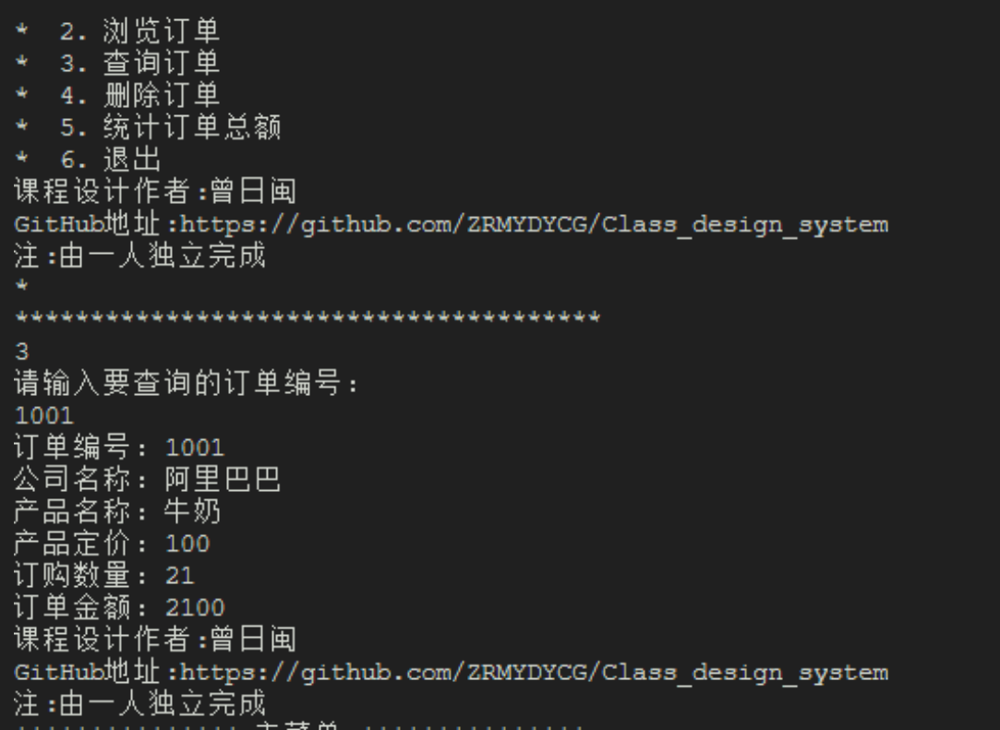 * 2. 浏览订单
* 3. 查询订单
* 4. 删除订单
* 5. 统计订单总额
* 6. 退出
课程设计作者:曾日闽
GitHub地址:https://github.com/ZRMYDYCG/Class_design_system
注:由一人独立完成
*
***************************************
3
请输入要查询的订单编号:
1001
订单编号: 1001
公司名称: 阿里巴巴
产品名称: 牛奶
产品定价: 100
订购数量: 21
订单金额: 2100
课程设计作者:曾日闽
GitHub地址:https://github.com/ZRMYDYCG/Class_design_system
注:由一人独立完成